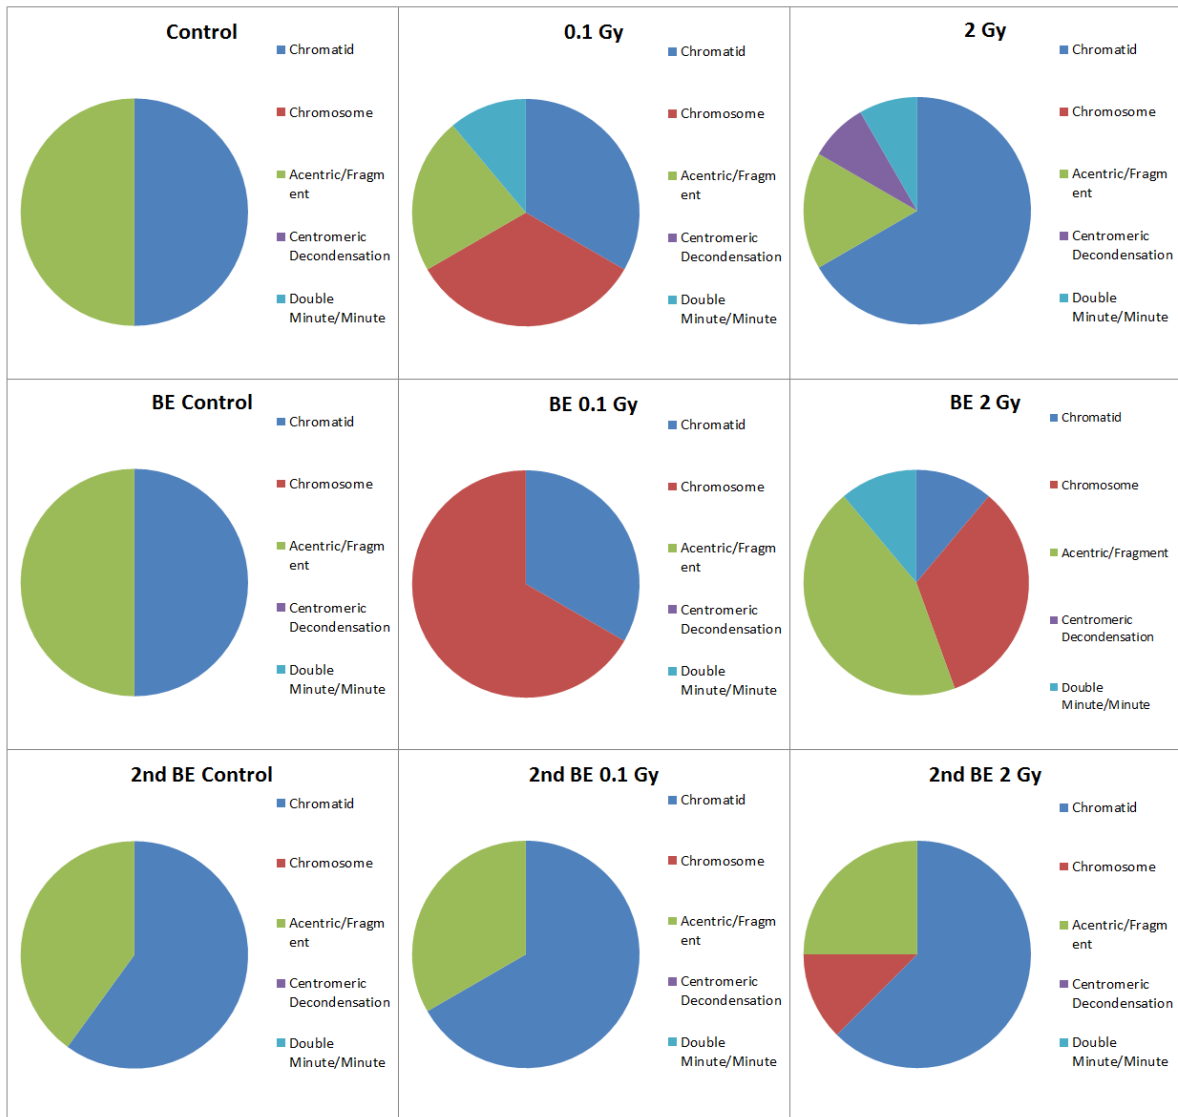 Control
Chromatid
Chromosome
Acentric/Fragm
ent
Centromeric
Decondensation
Double
Minute/Minute
0.1 Gy
Chromatid
Chromosome
Acentric/Fragm
ent
Centromeric
Decondensation
Double
Minute/Minute
2 Gy
Chromatid
Chromosome
Acentric/Fragm
ent
Centromeric
Decondensation
Double
Minute/Minute
BE Control
Chromatid
Chromosome
Acentric/Fragm
ent
Centromeric
Decondensation
Double
Minute/Minute
BE 0.1 Gy
Chromatid
Chromosome
Acentric/Fragm
ent
Centromeric
Decondensation
Double
Minute/Minute
BE 2 Gy
Chromatid
Chromosome
Acentric/Fragment
Centromeric
Decondensation
Double
Minute/Minute
2nd BE Control
Chromatid
Chromosome
Acentric/Fragm
ent
Centromeric
Decondensation
Double
Minute/Minute
2nd BE 0.1 Gy
Chromatid
Chromosome
Acentric/Fragm
ent
Centromeric
Decondensation
Double
Minute/Minute
2nd BE 2 Gy
Chromatid
Chromosome
Acentric/Fragm
ent
Centromeric
Decondensation
Double
Minute/Minute